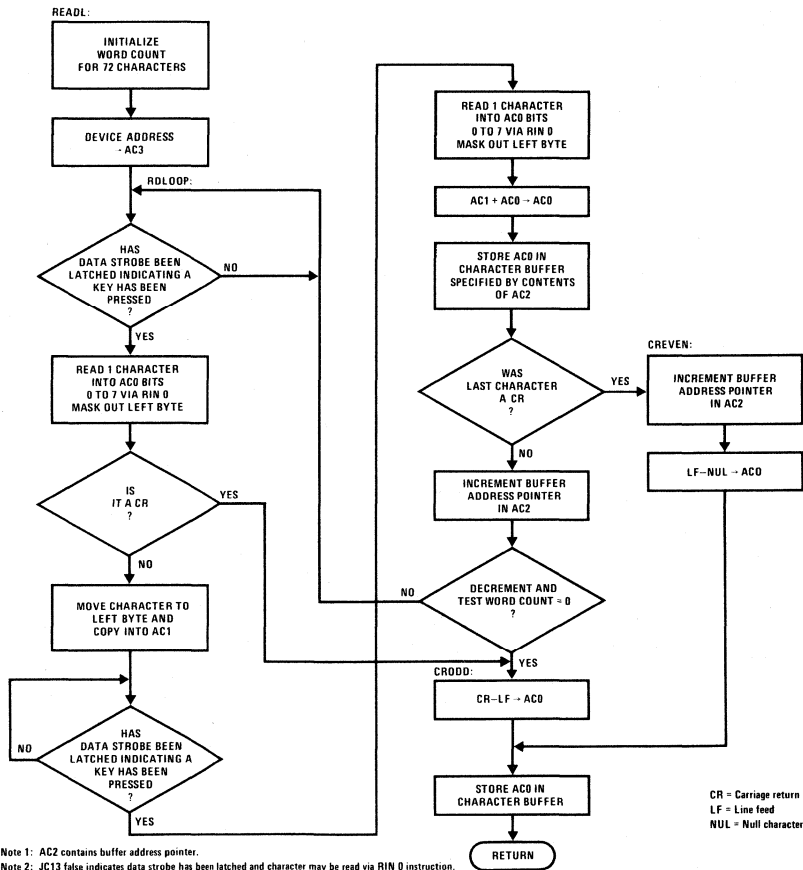 READL:
INITIALIZE
WORD COUNT
FOR 72 CHARACTERS
DEVICE ADDRESS
→ AC3
RDLOOP:
HAS
DATA STROBE BEEN
LATCHED INDICATING A
KEY HAS BEEN
PRESSED
?
NO
YES
READ 1 CHARACTER
INTO AC0 BITS
0 TO 7 VIA RIN 0
MASK OUT LEFT BYTE
IS
IT A CR
?
YES
NO
MOVE CHARACTER TO
LEFT BYTE AND
COPY INTO AC1
HAS
DATA STROBE BEEN
LATCHED INDICATING A
KEY HAS BEEN
PRESSED
?
NO
YES
READ 1 CHARACTER
INTO AC0 BITS
0 TO 7 VIA RIN 0
MASK OUT LEFT BYTE
AC1 + AC0 → AC0
STORE AC0 IN
CHARACTER BUFFER
SPECIFIED BY CONTENTS
OF AC2
WAS
LAST CHARACTER
A CR
?
YES
NO
CREVEN:
INCREMENT BUFFER
ADDRESS POINTER
IN AC2
LF–NUL → AC0
INCREMENT BUFFER
ADDRESS POINTER
IN AC2
DECREMENT AND
TEST WORD COUNT = 0
?
NO
YES
CRODD:
CR–LF → AC0
STORE AC0 IN
CHARACTER BUFFER
RETURN
CR = Carriage return
LF = Line feed
NUL = Null character
Note 1: AC2 contains buffer address pointer.
Note 2: JC13 false indicates data strobe has been latched and character may be read via RIN 0 instruction.